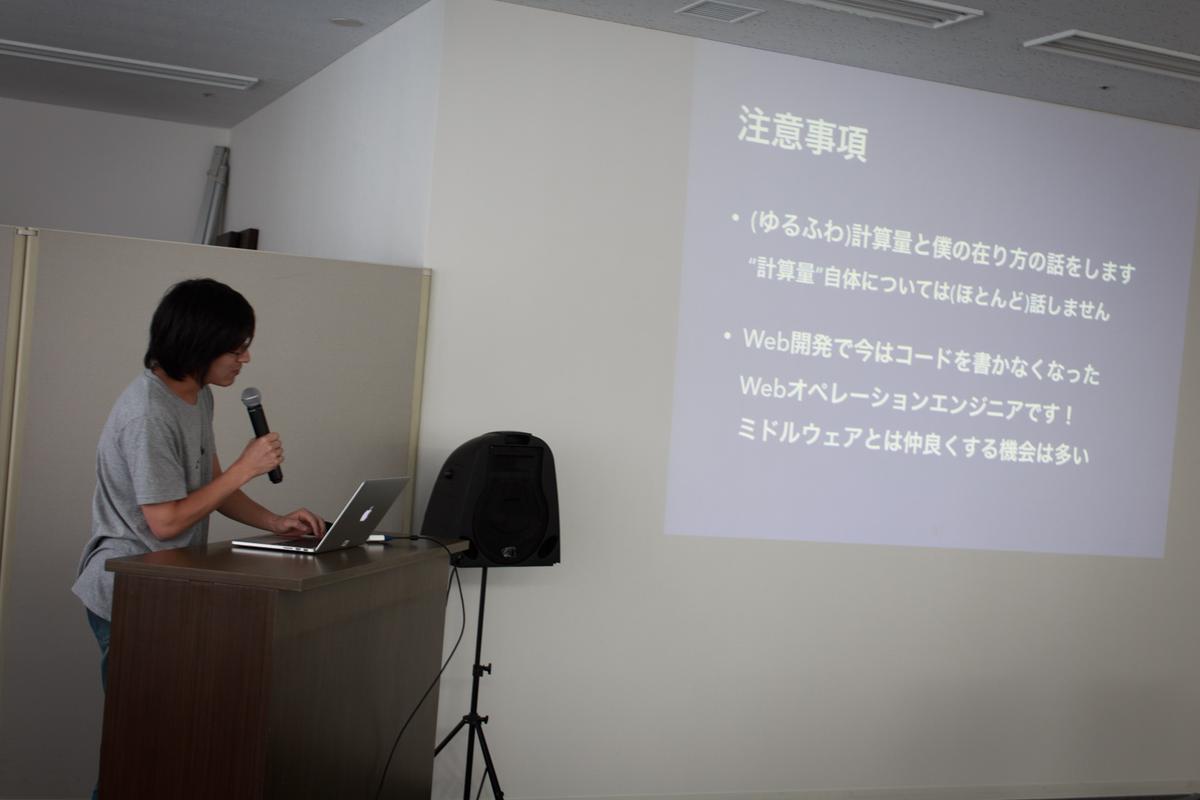 注意事項
• (ゆるふわ)計算量と僕の在り方の話をします
“計算量”自体については(ほとんど)話しません
• Web開発で今はコードを書かなくなった
Webオペレーションエンジニアです！
ミドルウェアとは仲良くする機会は多い